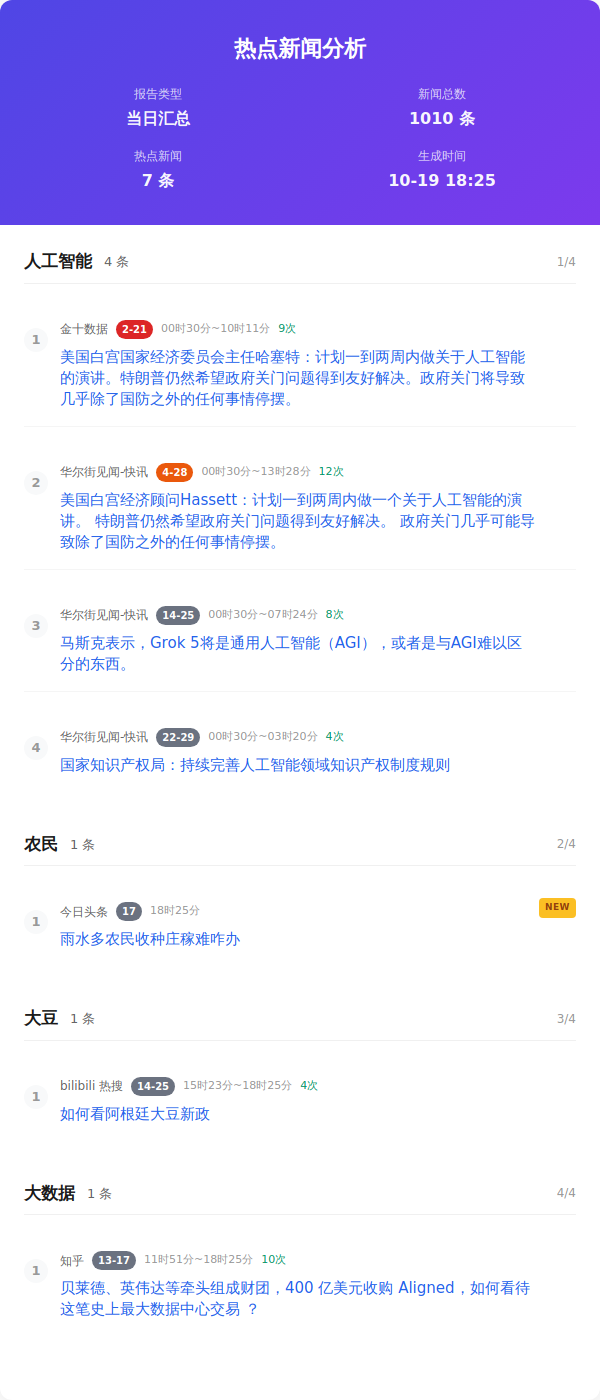 热点新闻分析
报告类型
当日汇总
新闻总数
1010 条
热点新闻
7 条
生成时间
10-19 18:25
人工智能 4 条 1/4
1 金十数据 2-21 00时30分~10时11分 9次
美国白宫国家经济委员会主任哈塞特：计划一到两周内做关于人工智能
的演讲。特朗普仍然希望政府关门问题得到友好解决。政府关门将导致
几乎除了国防之外的任何事情停摆。
2 华尔街见闻-快讯 4-28 00时30分~13时28分 12次
美国白宫经济顾问Hassett：计划一到两周内做一个关于人工智能的演
讲。 特朗普仍然希望政府关门问题得到友好解决。 政府关门几乎可能导
致除了国防之外的任何事情停摆。
3 华尔街见闻-快讯 14-25 00时30分~07时24分 8次
马斯克表示，Grok 5将是通用人工智能（AGI），或者是与AGI难以区
分的东西。
4 华尔街见闻-快讯 22-29 00时30分~03时20分 4次
国家知识产权局：持续完善人工智能领域知识产权制度规则
农民 1 条 2/4
1 今日头条 17 18时25分 NEW
雨水多农民收种庄稼难咋办
大豆 1 条 3/4
1 bilibili 热搜 14-25 15时23分~18时25分 4次
如何看阿根廷大豆新政
大数据 1 条 4/4
1 知乎 13-17 11时51分~18时25分 10次
贝莱德、英伟达等牵头组成财团，400 亿美元收购 Aligned，如何看待
这笔史上最大数据中心交易 ？